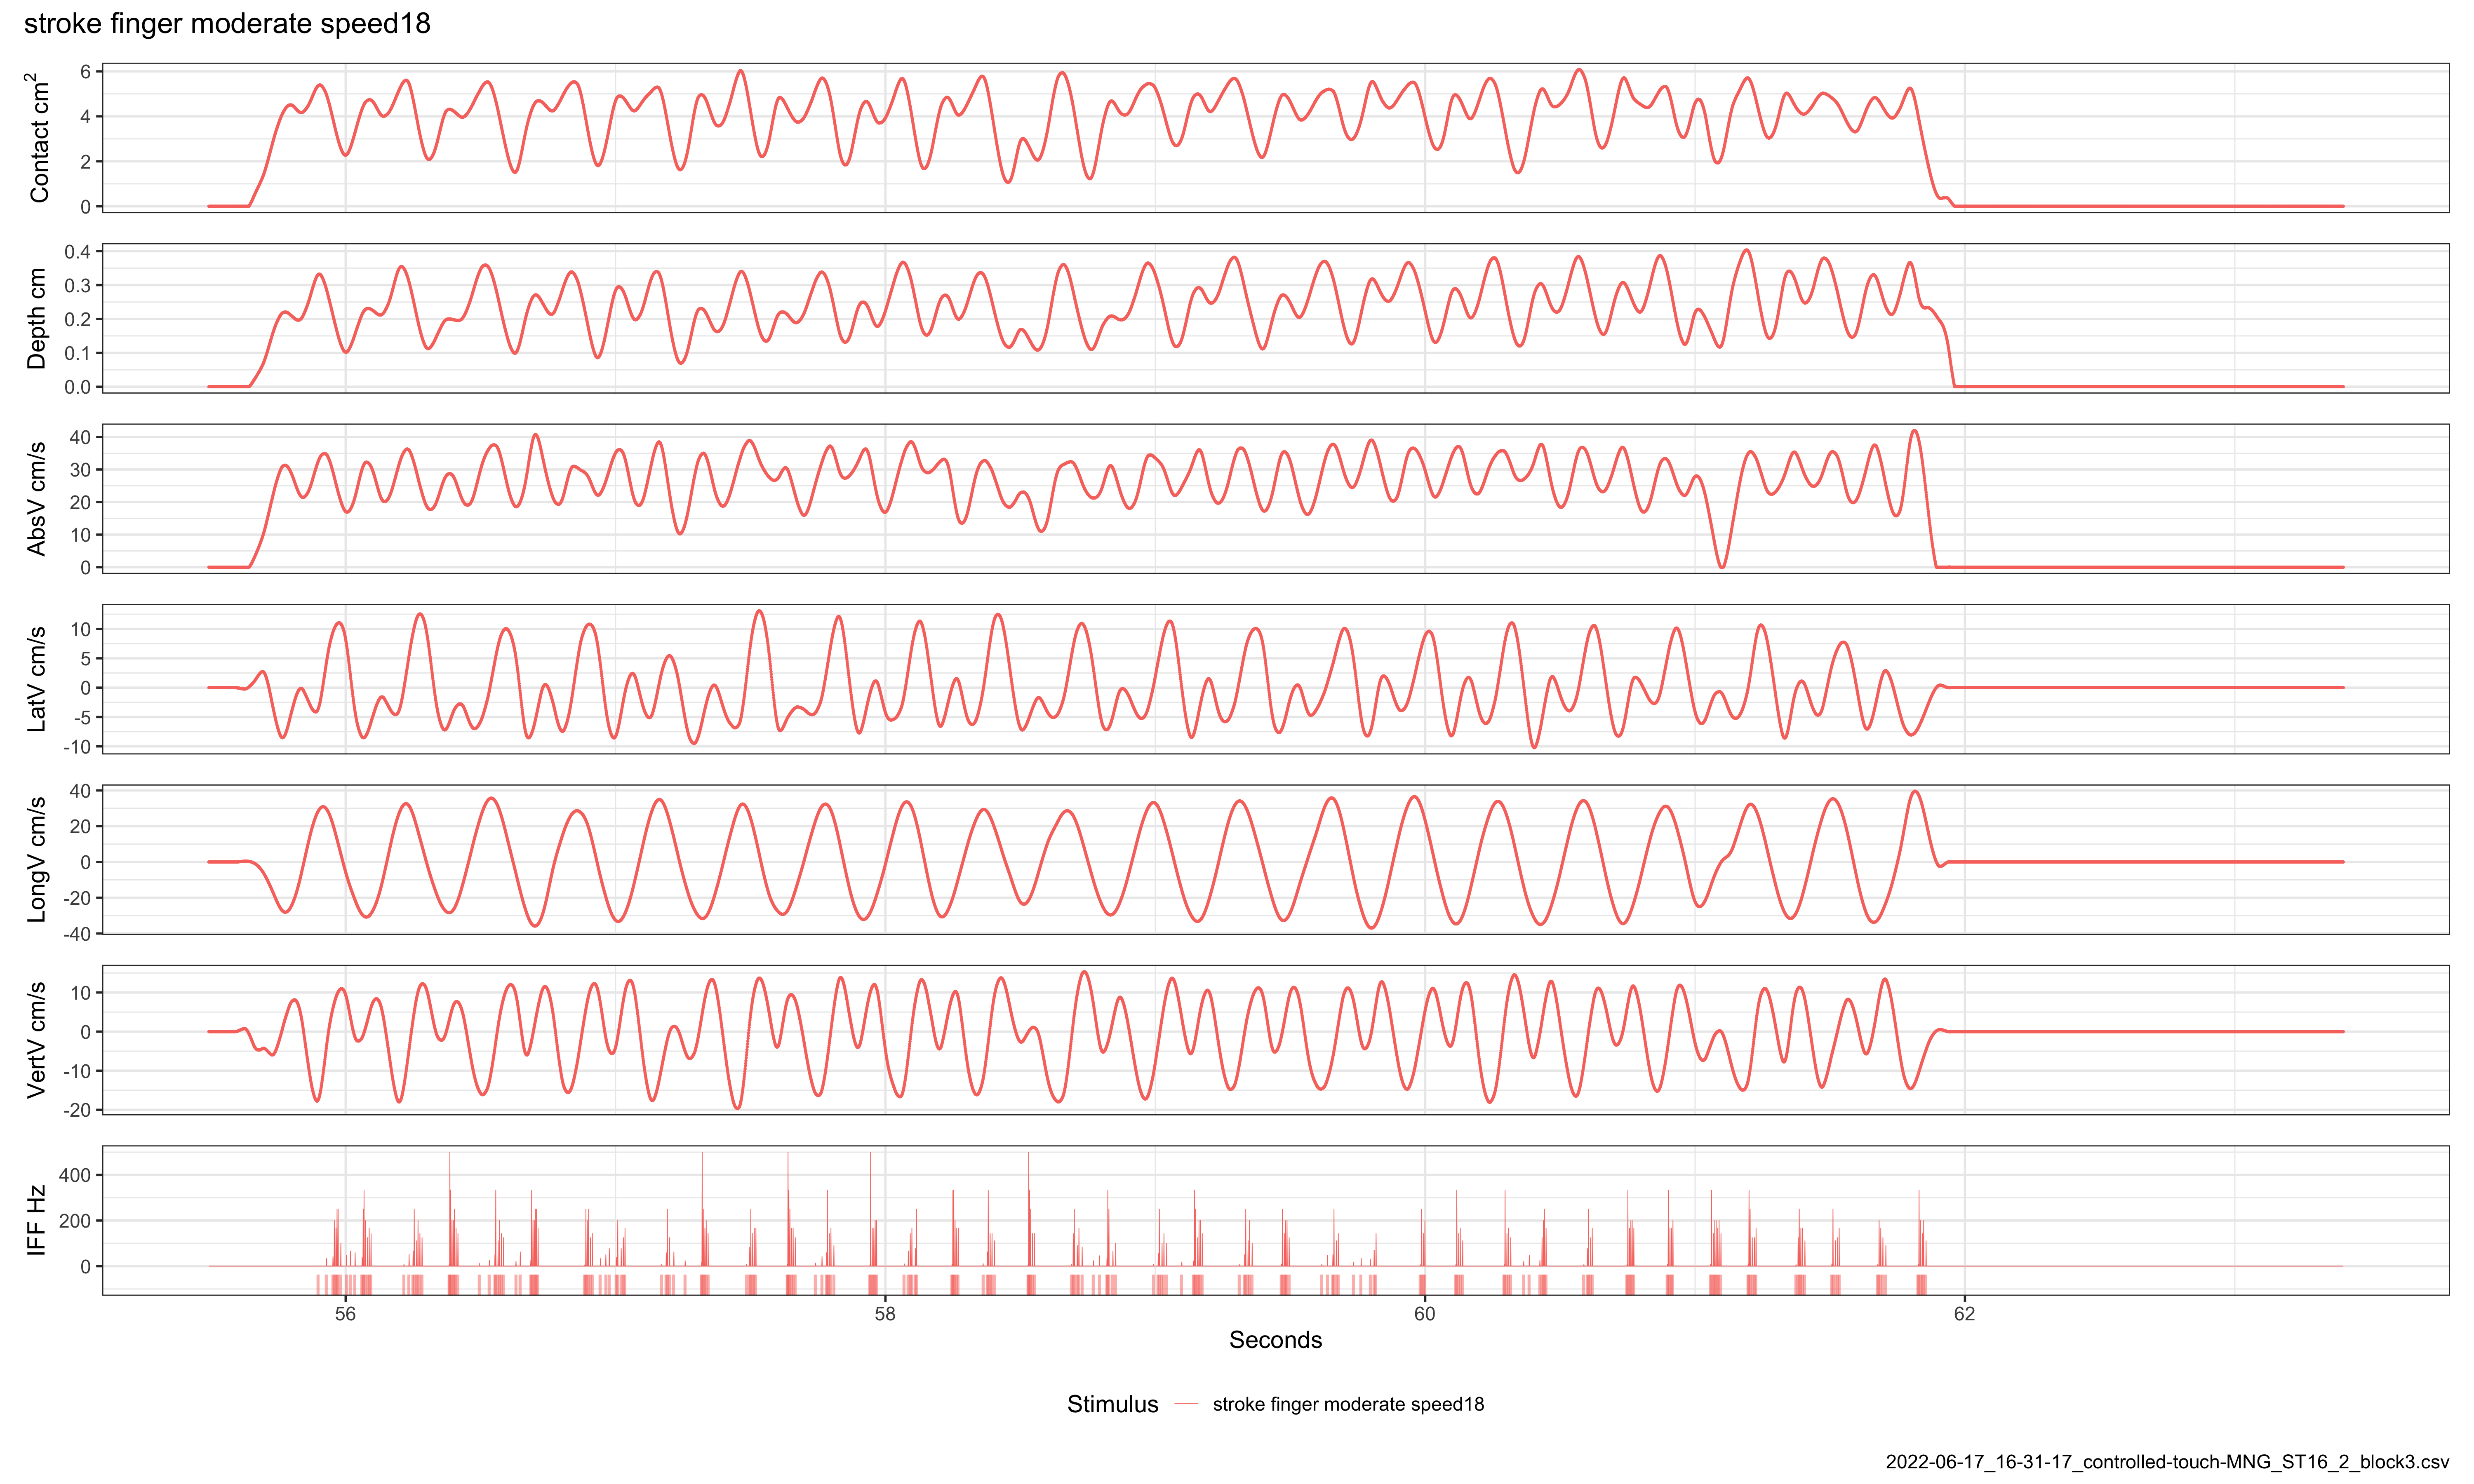 stroke finger moderate speed18
Contact cm²
6
4
2
0
Depth cm
0.4
0.3
0.2
0.1
0.0
AbsV cm/s
40
30
20
10
0
LatV cm/s
10
5
0
-5
-10
LongV cm/s
40
20
0
-20
-40
VertV cm/s
10
0
-10
-20
IFF Hz
400
200
0
56 58 60 62
Seconds
Stimulus stroke finger moderate speed18
2022-06-17_16-31-17_controlled-touch-MNG_ST16_2_block3.csv